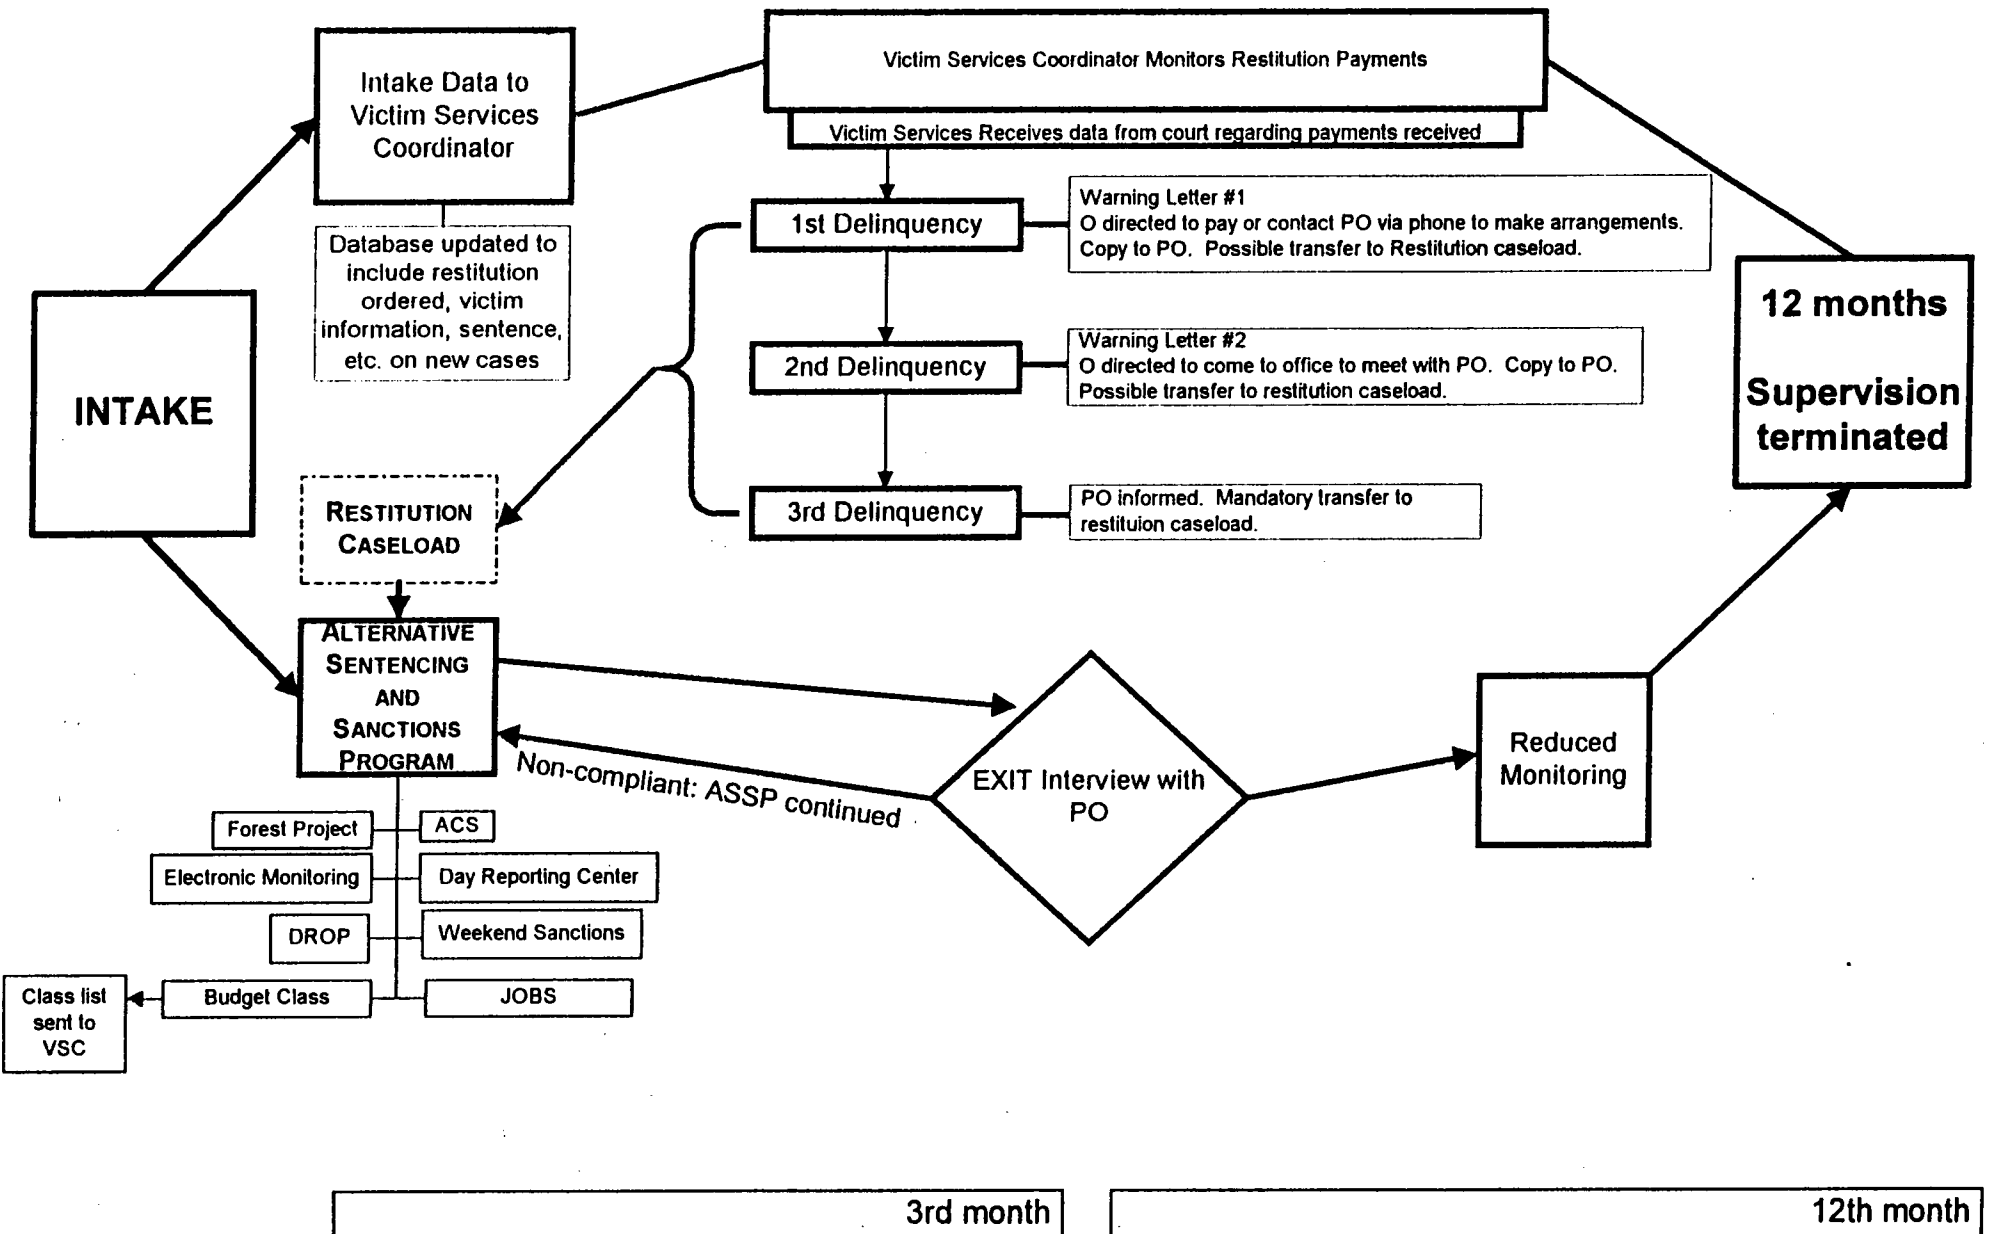 Victim Services Coordinator Monitors Restitution Payments
Intake Data to
Victim Services
Coordinator
Victim Services Receives data from court regarding payments received
Database updated to
include restitution
ordered, victim
information, sentence,
etc. on new cases
1st Delinquency
Warning Letter #1
O directed to pay or contact PO via phone to make arrangements.
Copy to PO. Possible transfer to Restitution caseload.
2nd Delinquency
Warning Letter #2
O directed to come to office to meet with PO. Copy to PO.
Possible transfer to restitution caseload.
3rd Delinquency
PO informed. Mandatory transfer to
restituion caseload.
12 months
Supervision
terminated
INTAKE
RESTITUTION
CASELOAD
ALTERNATIVE
SENTENCING
AND
SANCTIONS
PROGRAM
Non-compliant: ASSP continued
EXIT Interview with
PO
Reduced
Monitoring
Forest Project
ACS
Electronic Monitoring
Day Reporting Center
DROP
Weekend Sanctions
Budget Class
JOBS
Class list
sent to
VSC
3rd month
12th month